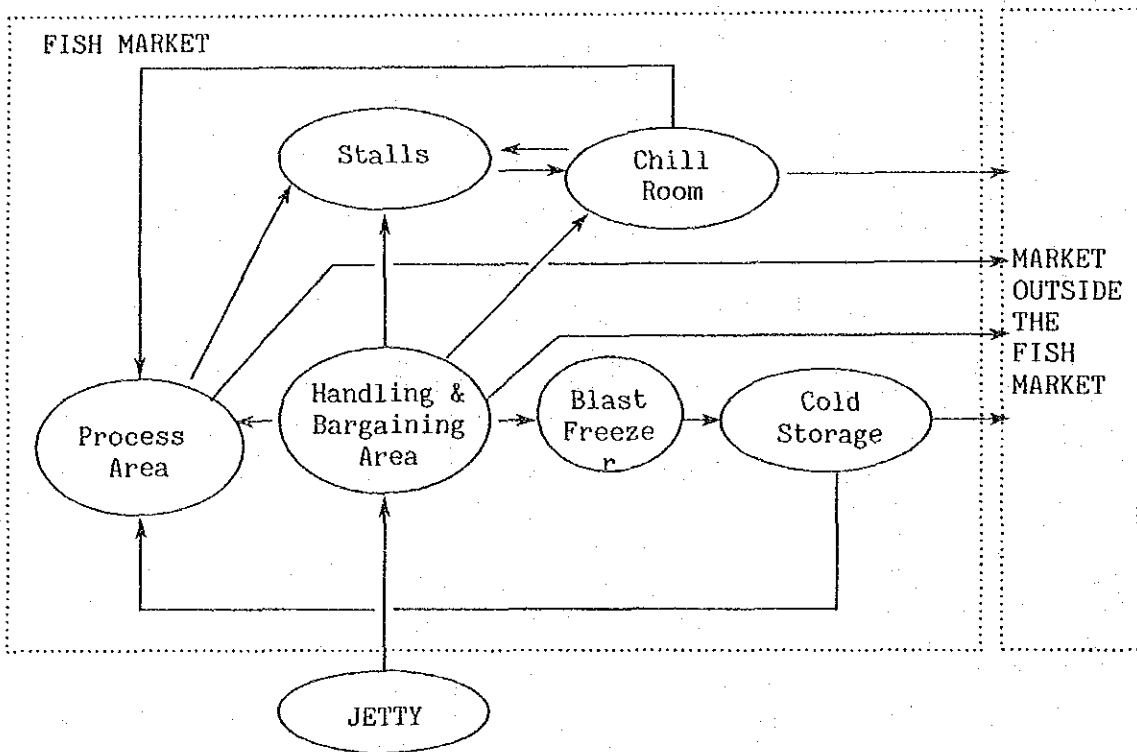 FISH MARKET
Stalls
Chill
Room
MARKET
OUTSIDE
THE
FISH
MARKET
Process
Area
Handling &
Bargaining
Area
Blast
Freeze
r
Cold
Storage
JETTY